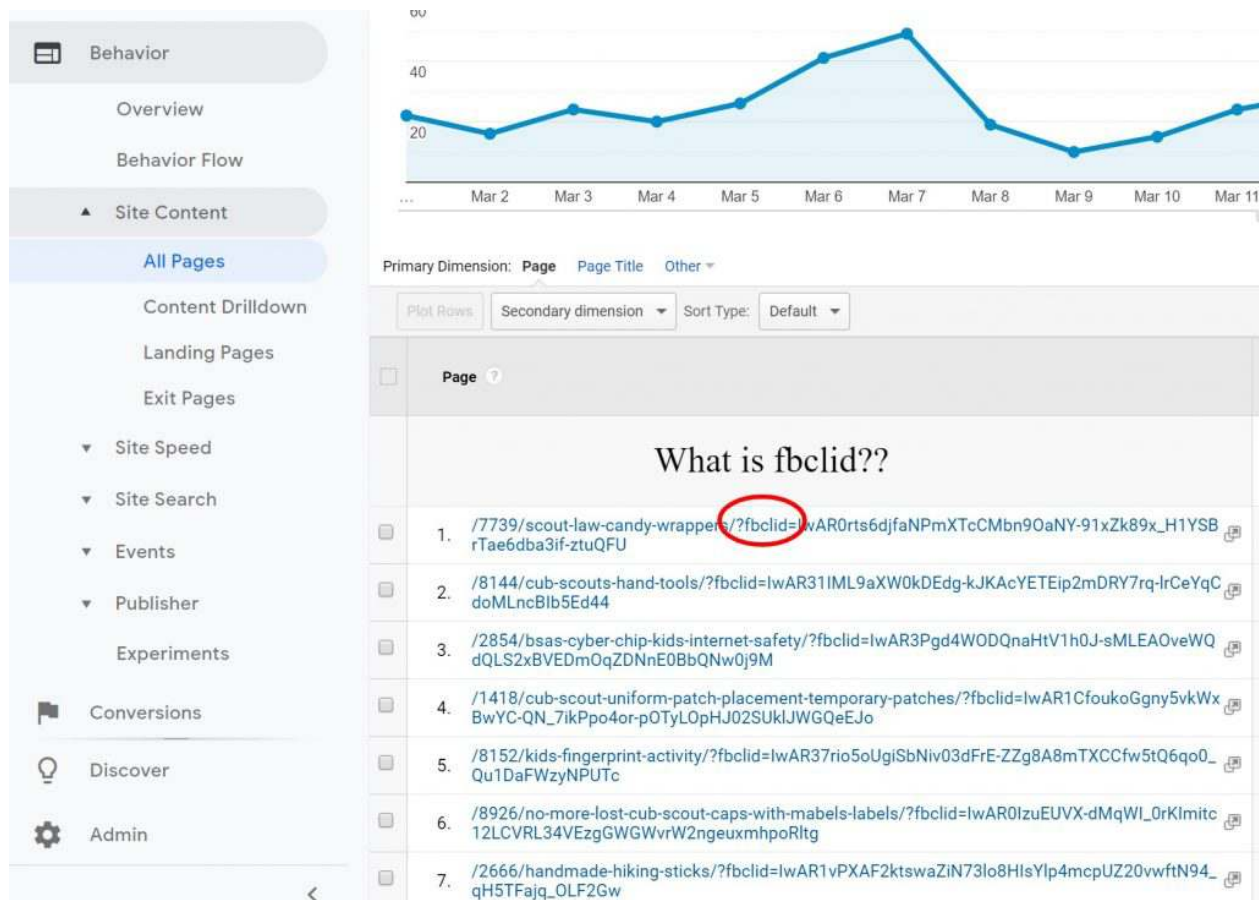 Behavior
Overview
Behavior Flow
Site Content
All Pages
Content Drilldown
Landing Pages
Exit Pages
Site Speed
Site Search
Events
Publisher
Experiments
Conversions
Discover
Admin
60
40
20
... Mar 2 Mar 3 Mar 4 Mar 5 Mar 6 Mar 7 Mar 8 Mar 9 Mar 10 Mar 11
Primary Dimension: Page Page Title Other
Plot Rows Secondary dimension Sort Type: Default
Page ?
What is fbclid??
1. /7739/scout-law-candy-wrappers/?fbclid=IwAR0rts6djfaNPmXTcCMbn9OaNY-91xZk89x_H1YSB
rTae6dba3if-ztuQFU
2. /8144/cub-scouts-hand-tools/?fbclid=IwAR31IML9aXW0kDEdg-kJKAcYETEip2mDRY7rq-lrCeYqC
doMLncBIb5Ed44
3. /2854/bsas-cyber-chip-kids-internet-safety/?fbclid=IwAR3Pgd4WODQnaHtV1h0J-sMLEAOveWQ
dQLS2xBVEDmOqZDNnE0BbQNw0j9M
4. /1418/cub-scout-uniform-patch-placement-temporary-patches/?fbclid=IwAR1CfoukoGgny5vkWx
BwYC-QN_7ikPpo4or-pOTyLOpHJ02SUklJWGQeEJo
5. /8152/kids-fingerprint-activity/?fbclid=IwAR37rio5oUgiSbNiv03dFrE-ZZg8A8mTXCCfw5tQ6qo0_
Qu1DaFWzyNPUTc
6. /8926/no-more-lost-cub-scout-caps-with-mabels-labels/?fbclid=IwAR0IzuEUVX-dMqWI_0rKImitc
12LCVRL34VEzgGWGWvrW2ngeuxmhpoRltg
7. /2666/handmade-hiking-sticks/?fbclid=IwAR1vPXAF2ktswaZiN73lo8HIsYlp4mcpUZ20vwftN94_
qH5TFajq_OLF2Gw